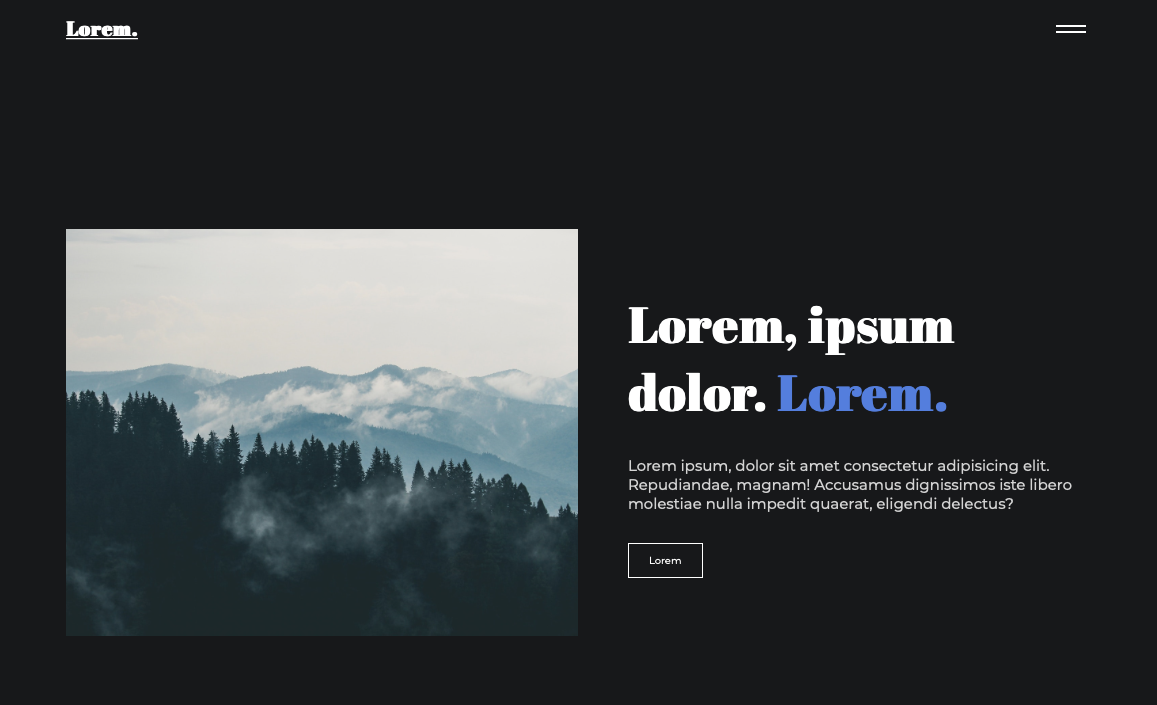 Lorem.
Lorem, ipsum
dolor. Lorem.
Lorem ipsum, dolor sit amet consectetur adipisicing elit.
Repudiandae, magnam! Accusamus dignissimos iste libero
molestiae nulla impedit quaerat, eligendi delectus?
Lorem